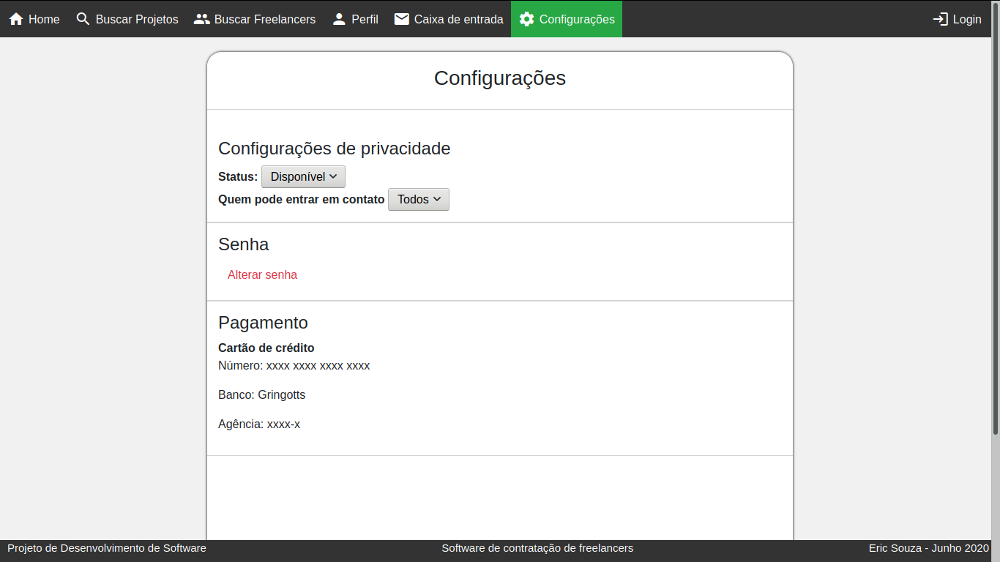 Home Buscar Projetos Buscar Freelancers Perfil Caixa de entrada Configurações Login
Configurações
Configurações de privacidade
Status: Disponível
Quem pode entrar em contato Todos
Senha
Alterar senha
Pagamento
Cartão de crédito
Número: xxxx xxxx xxxx xxxx
Banco: Gringotts
Agência: xxxx-x
Projeto de Desenvolvimento de Software Software de contratação de freelancers Eric Souza - Junho 2020